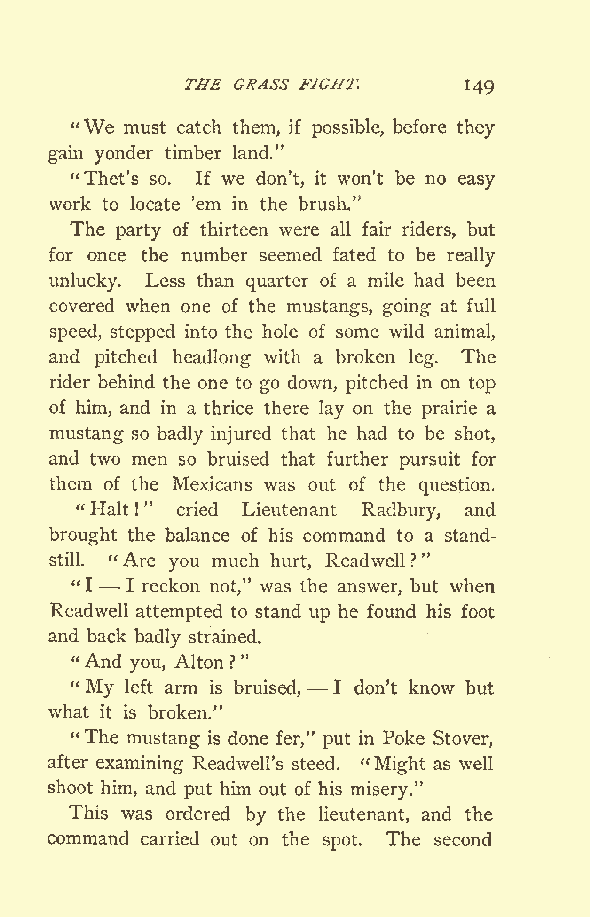 THE GRASS FIGHT. 149
"We must catch them, if possible, before they
gain yonder timber land."
"Thet's so. If we don't, it won't be no easy
work to locate 'em in the brush."
The party of thirteen were all fair riders, but
for once the number seemed fated to be really
unlucky. Less than quarter of a mile had been
covered when one of the mustangs, going at full
speed, stepped into the hole of some wild animal,
and pitched headlong with a broken leg. The
rider behind the one to go down, pitched in on top
of him, and in a thrice there lay on the prairie a
mustang so badly injured that he had to be shot,
and two men so bruised that further pursuit for
them of the Mexicans was out of the question.
"Halt!" cried Lieutenant Radbury, and
brought the balance of his command to a stand-
still. "Are you much hurt, Readwell?"
"I — I reckon not," was the answer, but when
Readwell attempted to stand up he found his foot
and back badly strained.
"And you, Alton?"
"My left arm is bruised, — I don't know but
what it is broken."
"The mustang is done fer," put in Poke Stover,
after examining Readwell's steed. "Might as well
shoot him, and put him out of his misery."
This was ordered by the lieutenant, and the
command carried out on the spot. The second